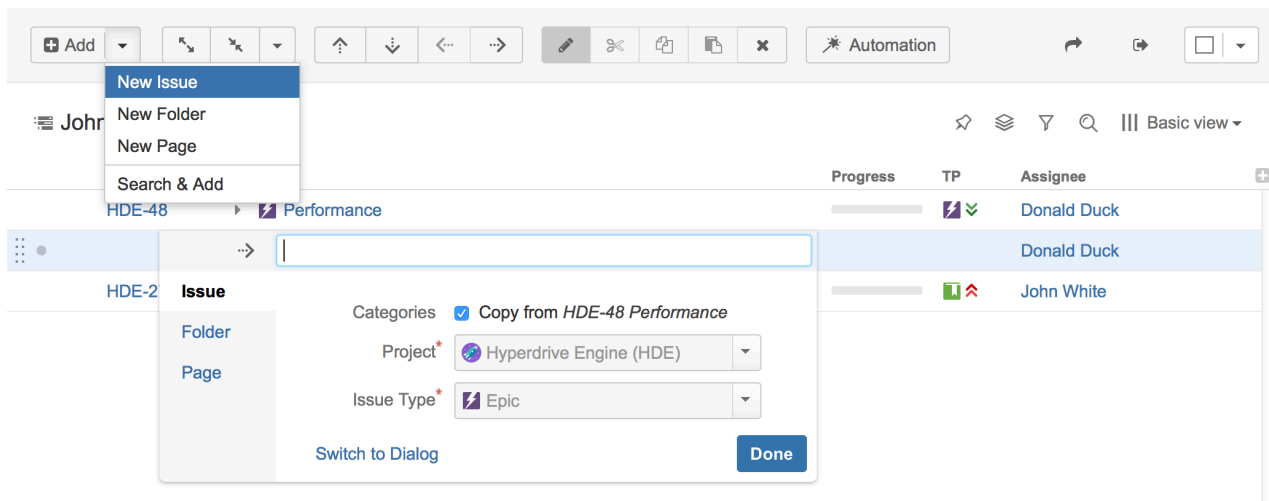 Add
Automation
New Issue
New Folder
New Page
Search & Add
John
Basic view
Progress TP Assignee
HDE-48 Performance Donald Duck
Donald Duck
HDE-2 John White
Issue
Folder
Page
Categories Copy from HDE-48 Performance
Project* Hyperdrive Engine (HDE)
Issue Type* Epic
Switch to Dialog Done